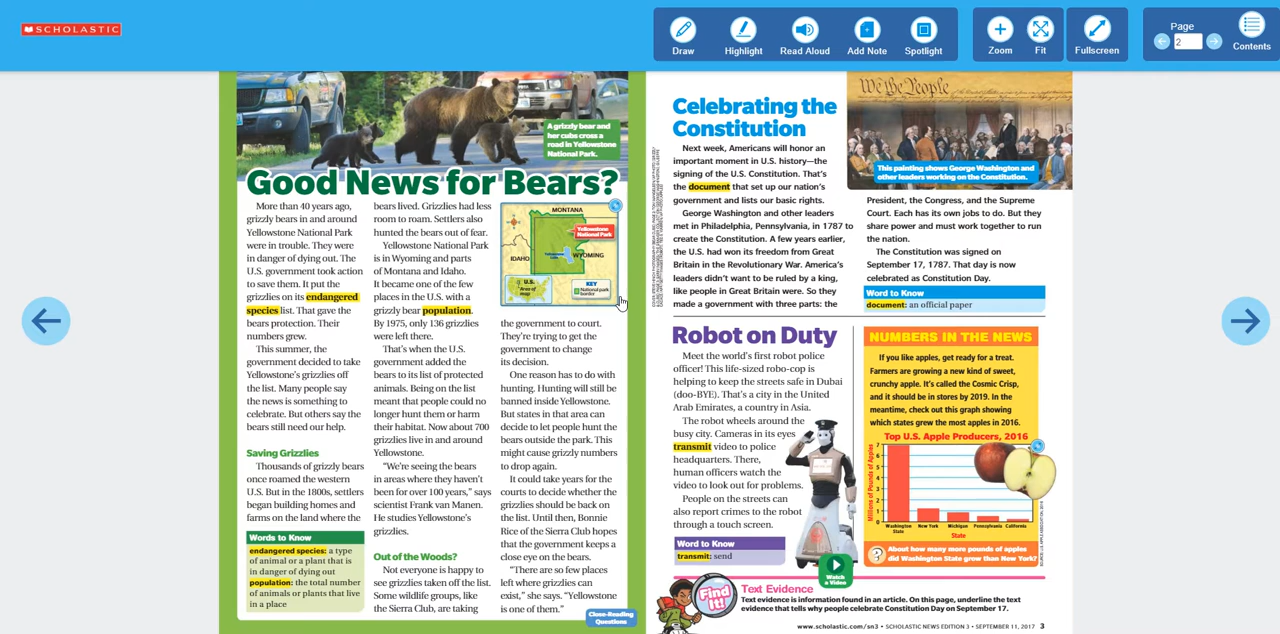 SCHOLASTIC
Draw
Highlight
Read Aloud
Add Note
Spotlight
Zoom
Fit
Fullscreen
Page
2
Contents
A grizzly bear and
her cubs cross a
road in Yellowstone
National Park.
Good News for Bears?
More than 40 years ago,
grizzly bears in and around
Yellowstone National Park
were in trouble. They were
in danger of dying out. The
U.S. government took action
to save them. It put the
grizzlies on its endangered
species list. That gave the
bears protection. Their
numbers grew.
This summer, the
government decided to take
Yellowstone's grizzlies off
the list. Many people say
the news is something to
celebrate. But others say the
bears still need our help.
Saving Grizzlies
Thousands of grizzly bears
once roamed the western
U.S. But in the 1800s, settlers
began building homes and
farms on the land where the
Words to Know
endangered species: a type
of animal or a plant that is
in danger of dying out
population: the total number
of animals or plants that live
in a place
bears lived. Grizzlies had less
room to roam. Settlers also
hunted the bears out of fear.
Yellowstone National Park
is in Wyoming and parts
of Montana and Idaho.
It became one of the few
places in the U.S. with a
grizzly bear population.
By 1975, only 136 grizzlies
were left there.
That's when the U.S.
government added the
bears to its list of protected
animals. Being on the list
meant that people could no
longer hunt them or harm
their habitat. Now about 700
grizzlies live in and around
Yellowstone.
"We're seeing the bears
in areas where they haven't
been for over 100 years," says
scientist Frank van Manen.
He studies Yellowstone's
grizzlies.
Out of the Woods?
Not everyone is happy to
see grizzlies taken off the list.
Some wildlife groups, like
the Sierra Club, are taking
MONTANA
Yellowstone
National Park
IDAHO
WYOMING
U.S.
Area of
map
KEY
National park
border
the government to court.
They're trying to get the
government to change
its decision.
One reason has to do with
hunting. Hunting will still be
banned inside Yellowstone.
But states in that area can
decide to let people hunt the
bears outside the park. This
might cause grizzly numbers
to drop again.
It could take years for the
courts to decide whether the
grizzlies should be back on
the list. Until then, Bonnie
Rice of the Sierra Club hopes
that the government keeps a
close eye on the bears.
"There are so few places
left where grizzlies can
exist," she says. "Yellowstone
is one of them."
Close-Reading
Questions
Celebrating the
Constitution
Next week, Americans will honor an
important moment in U.S. history—the
signing of the U.S. Constitution. That's
the document that set up our nation's
government and lists our basic rights.
George Washington and other leaders
met in Philadelphia, Pennsylvania, in 1787 to
create the Constitution. A few years earlier,
the U.S. had won its freedom from Great
Britain in the Revolutionary War. America's
leaders didn't want to be ruled by a king,
like people in Great Britain were. So they
made a government with three parts: the
We the People
This painting shows George Washington and
other leaders working on the Constitution.
President, the Congress, and the Supreme
Court. Each has its own jobs to do. But they
share power and must work together to run
the nation.
The Constitution was signed on
September 17, 1787. That day is now
celebrated as Constitution Day.
Word to Know
document: an official paper
Robot on Duty
Meet the world's first robot police
officer! This life-sized robo-cop is
helping to keep the streets safe in Dubai
(doo-BYE). That's a city in the United
Arab Emirates, a country in Asia.
The robot wheels around the
busy city. Cameras in its eyes
transmit video to police
headquarters. There,
human officers watch the
video to look out for problems.
People on the streets can
also report crimes to the robot
through a touch screen.
Word to Know
transmit: send
Watch
a Video
NUMBERS IN THE NEWS
If you like apples, get ready for a treat.
Farmers are growing a new kind of sweet,
crunchy apple. It's called the Cosmic Crisp,
and it should be in stores by 2019. In the
meantime, check out this graph showing
which states grew the most apples in 2016.
Top U.S. Apple Producers, 2016
Millions of Pounds of Apples
7
6
5
4
3
2
1
0
Washington
State
New York
Michigan
Pennsylvania
California
State
? About how many more pounds of apples
did Washington State grow than New York?
Find It!
Text Evidence
Text evidence is information found in an article. On this page, underline the text
evidence that tells why people celebrate Constitution Day on September 17.
www.scholastic.com/sn3 • SCHOLASTIC NEWS EDITION 3 • SEPTEMBER 11, 2017 3